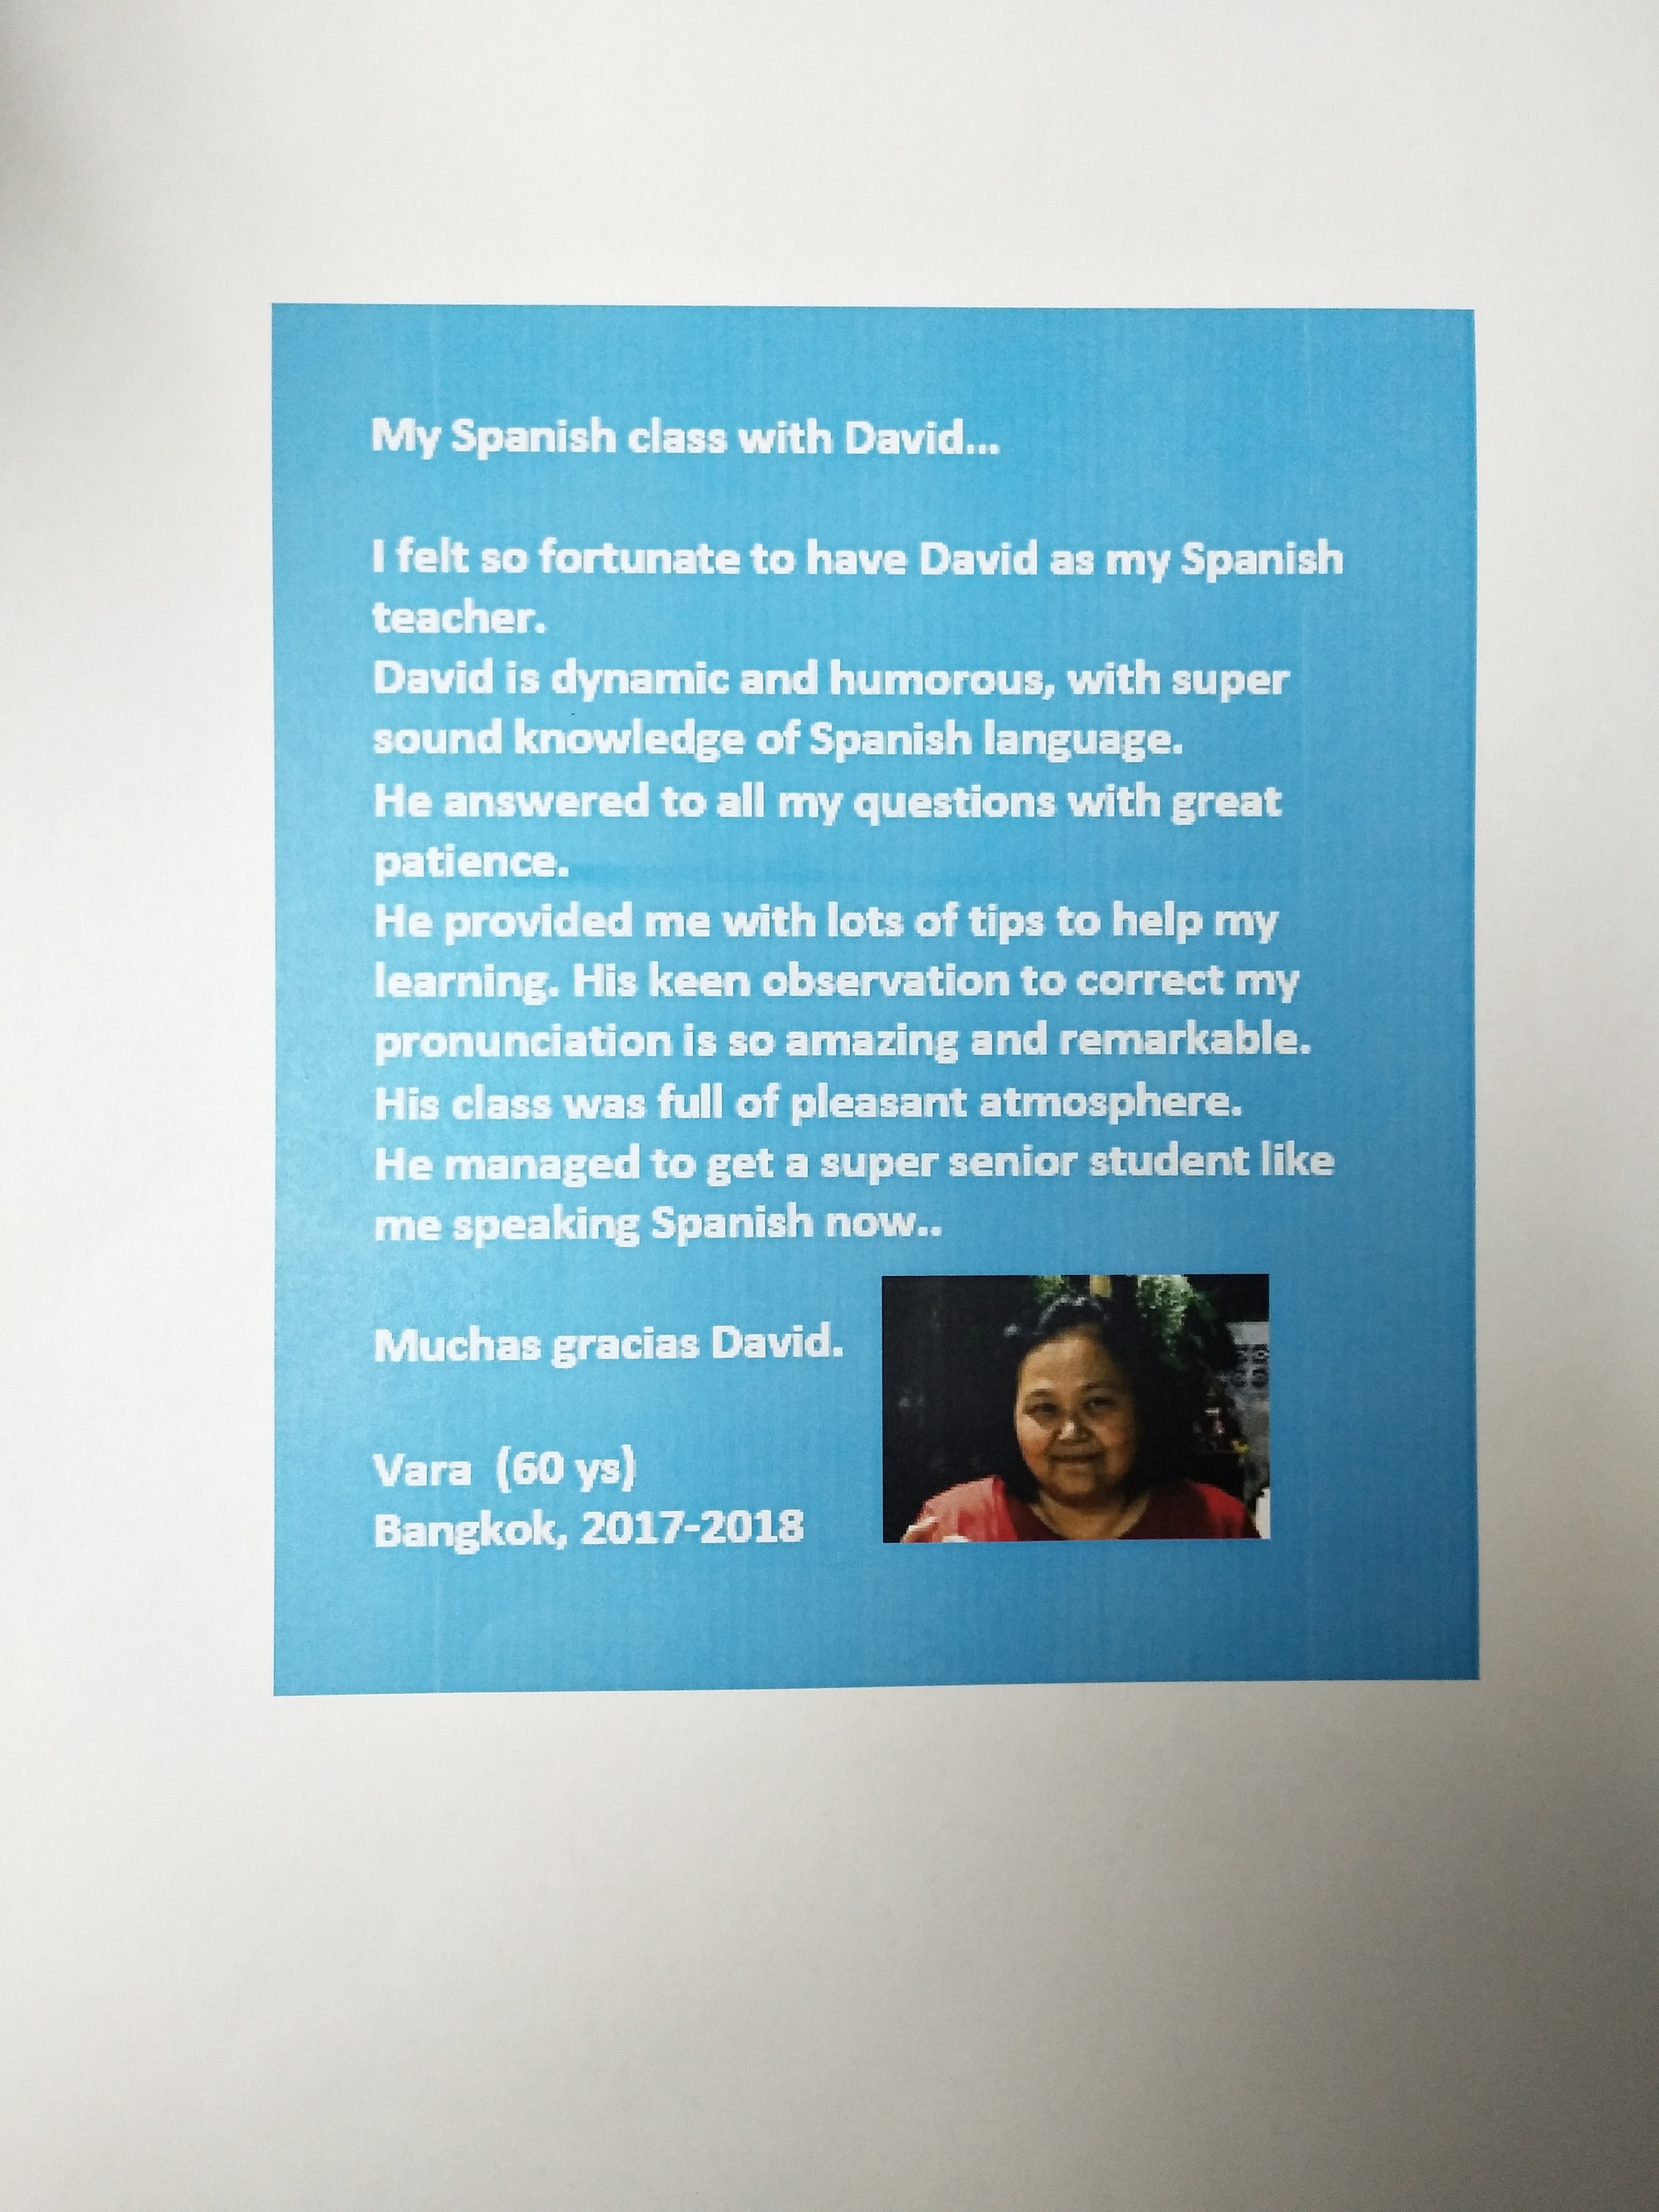 My Spanish class with David...
I felt so fortunate to have David as my Spanish
teacher.
David is dynamic and humorous, with super
sound knowledge of Spanish language.
He answered to all my questions with great
patience.
He provided me with lots of tips to help my
learning. His keen observation to correct my
pronunciation is so amazing and remarkable.
His class was full of pleasant atmosphere.
He managed to get a super senior student like
me speaking Spanish now..
Muchas gracias David.
Vara (60 ys)
Bangkok, 2017-2018